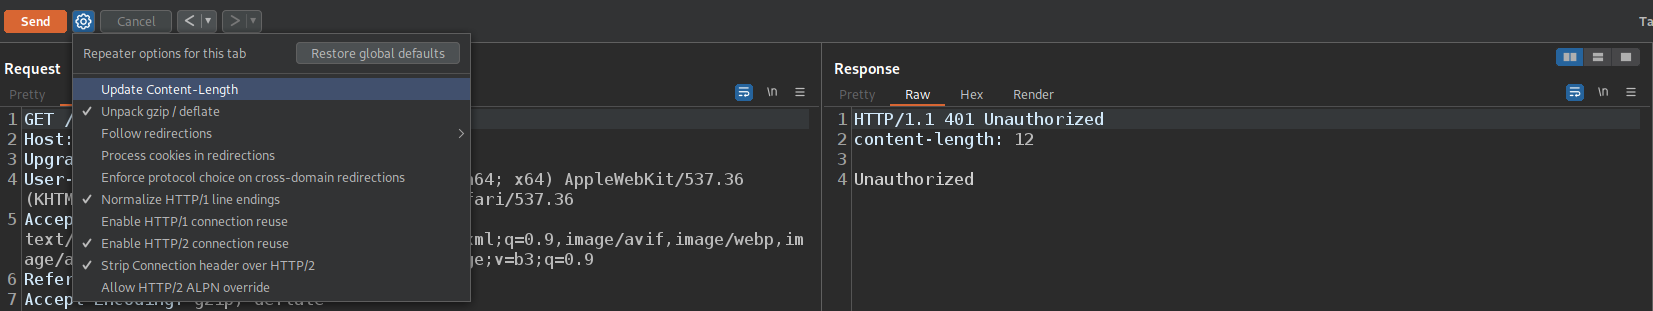 Send
Cancel
<
>
Ta
Repeater options for this tab
Restore global defaults
Update Content-Length
✓ Unpack gzip / deflate
Follow redirections >
Process cookies in redirections
Enforce protocol choice on cross-domain redirections
✓ Normalize HTTP/1 line endings
Enable HTTP/1 connection reuse
✓ Enable HTTP/2 connection reuse
✓ Strip Connection header over HTTP/2
Allow HTTP/2 ALPN override
Request
Pretty
\n
1 GET /
2 Host:
3 Upgra
4 User- 64; x64) AppleWebKit/537.36
(KHTM fari/537.36
5 Accep
text/ xml;q=0.9,image/avif,image/webp,im
age/a ge;v=b3;q=0.9
6 Refer
7 Accept-Encoding: gzip, deflate
Response
Pretty Raw Hex Render
\n
1 HTTP/1.1 401 Unauthorized
2 content-length: 12
3
4 Unauthorized